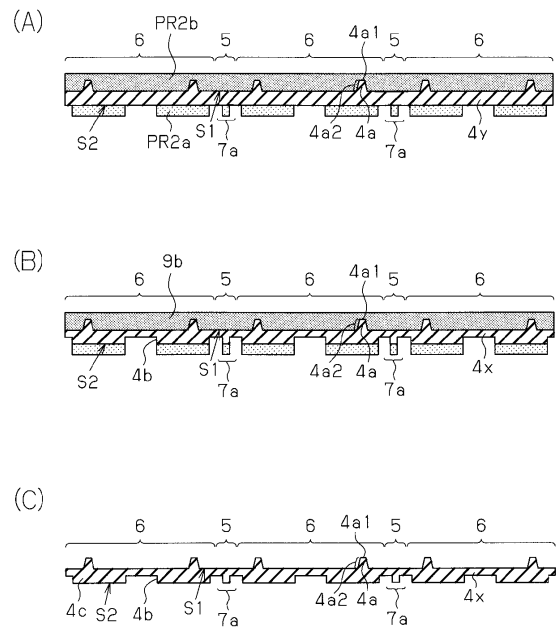 (A)
6 5 6 5 6
PR2b 4a1
S2 PR2a S1 7a 4a2 4a 7a 4y
(B)
6 5 6 5 6
9b 4a1
S2 4b S1 7a 4a2 4a 7a 4x
(C)
6 5 6 5 6
4a1
4c S2 4b S1 7a 4a2 4a 7a 4x